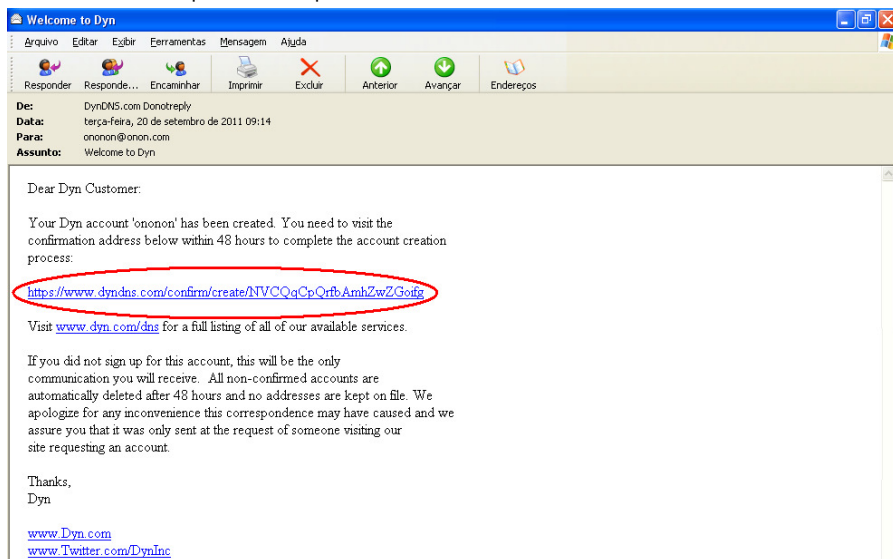 Welcome to Dyn
Arquivo Editar Exibir Ferramentas Mensagem Ajuda
Responder Responde... Encaminhar Imprimir Excluir Anterior Avançar Endereços
De: DynDNS.com Donotreply
Data: terça-feira, 20 de setembro de 2011 09:14
Para: ononon@onon.com
Assunto: Welcome to Dyn
Dear Dyn Customer:
Your Dyn account 'ononon' has been created. You need to visit the
confirmation address below within 48 hours to complete the account creation
process:
https://www.dyndns.com/confirm/create/NVCQqCpQrfbAmhZwZGoifg
Visit www.dyn.com/dns for a full listing of all of our available services.
If you did not sign up for this account, this will be the only
communication you will receive. All non-confirmed accounts are
automatically deleted after 48 hours and no addresses are kept on file. We
apologize for any inconvenience this correspondence may have caused and we
assure you that it was only sent at the request of someone visiting our
site requesting an account.
Thanks,
Dyn
www.Dyn.com
www.Twitter.com/DynInc